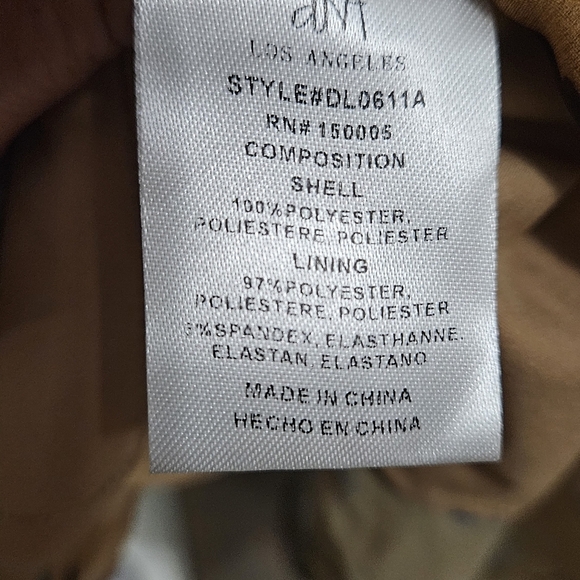 LOS ANGELES
STYLE#DL0611A
RN# 150005
COMPOSITION
SHELL
100%POLYESTER,
POLIESTERE, POLIESTER
LINING
97%POLYESTER,
POLIESTERE, POLIESTER
3%SPANDEX, ELASTHANNE.
ELASTAN, ELASTANO
MADE IN CHINA
HECHO EN CHINA